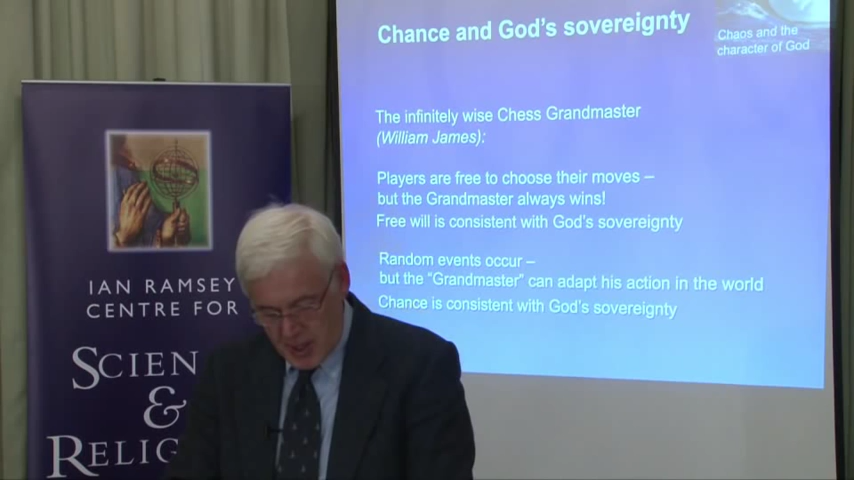 Chance and God's sovereignty
Chaos and the
character of God
The infinitely wise Chess Grandmaster
(William James):
Players are free to choose their moves –
but the Grandmaster always wins!
Free will is consistent with God's sovereignty
Random events occur –
but the "Grandmaster" can adapt his action in the world
Chance is consistent with God's sovereignty
IAN RAMSEY
CENTRE FOR
SCIEN
&
RELIG